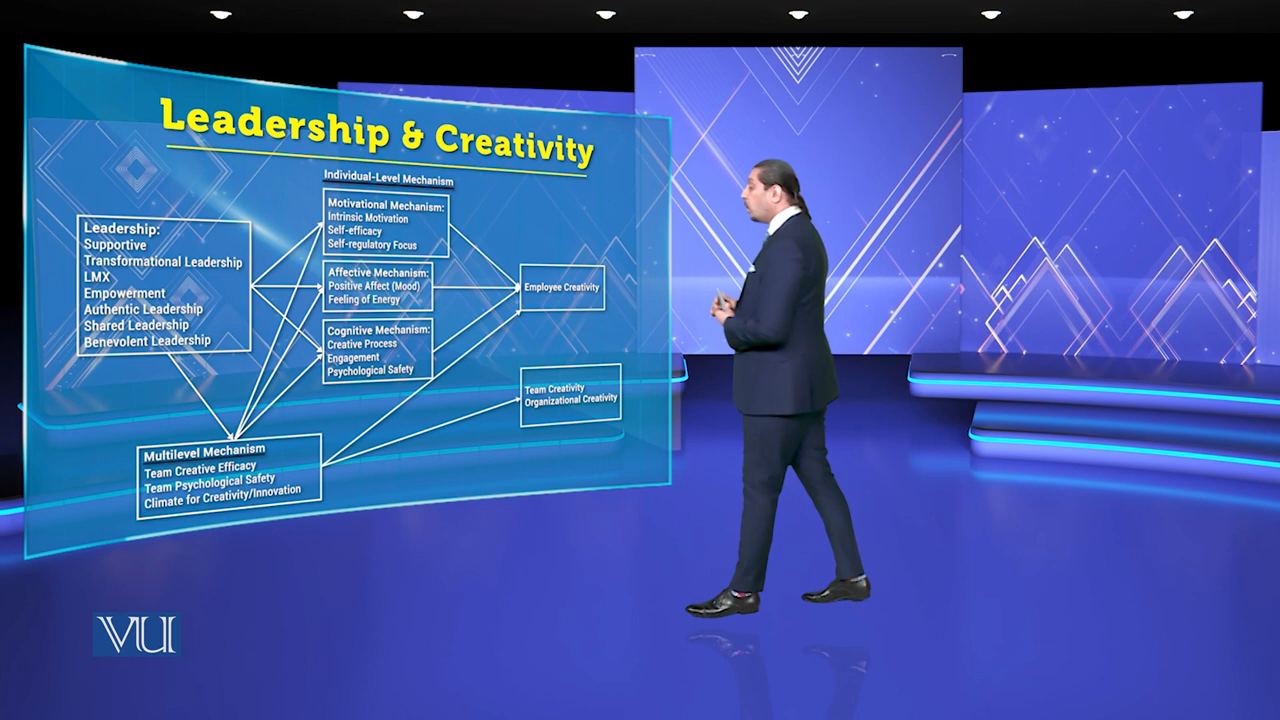 Leadership & Creativity
Individual-Level Mechanism
Leadership:
Supportive
Transformational Leadership
LMX
Empowerment
Authentic Leadership
Shared Leadership
Benevolent Leadership
Motivational Mechanism:
Intrinsic Motivation
Self-efficacy
Self-regulatory Focus
Affective Mechanism:
Positive Affect (Mood)
Feeling of Energy
Cognitive Mechanism:
Creative Process
Engagement
Psychological Safety
Employee Creativity
Team Creativity
Organizational Creativity
Multilevel Mechanism
Team Creative Efficacy
Team Psychological Safety
Climate for Creativity/Innovation
VU